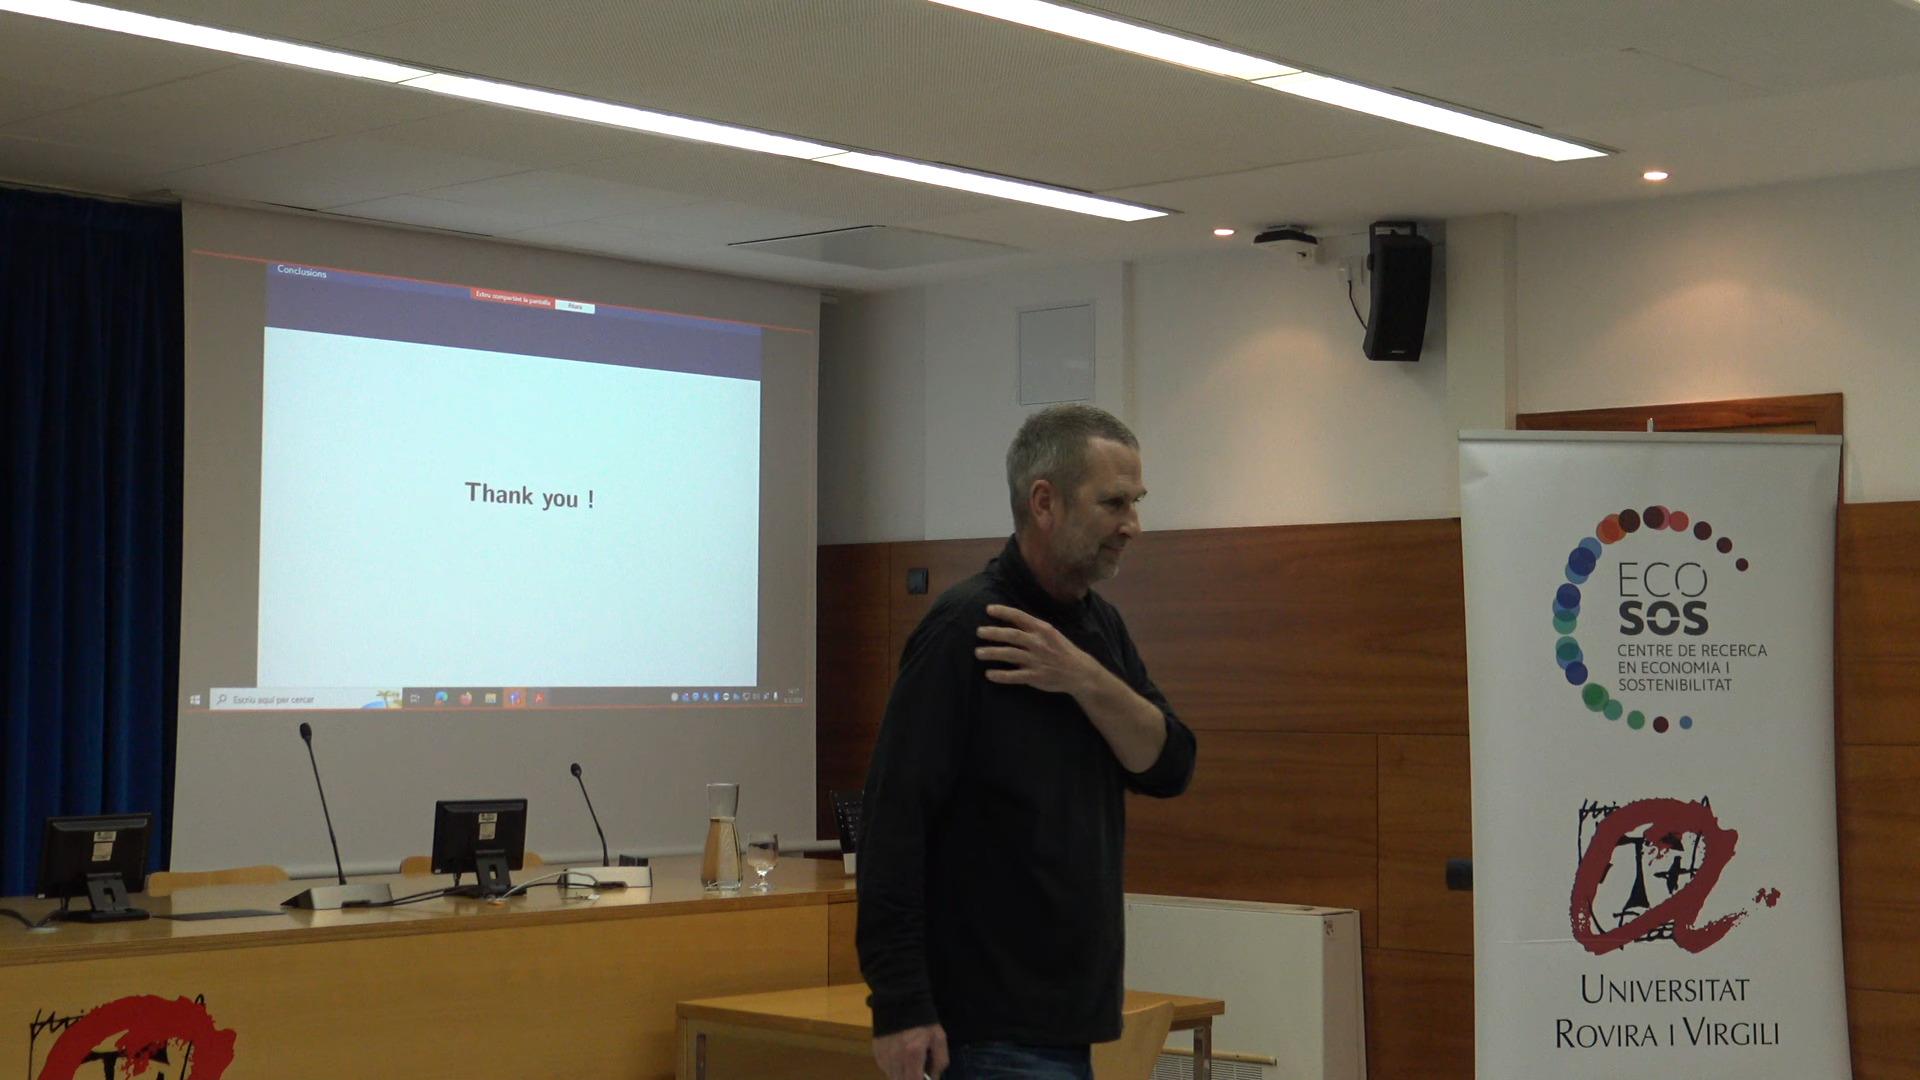 Conclusions
Esteu compartint la pantalla
Atura
Thank you !
Escriu aquí per cercar
ECO
SOS
CENTRE DE RECERCA
EN ECONOMIA I
SOSTENIBILITAT
UNIVERSITAT
ROVIRA I VIRGILI